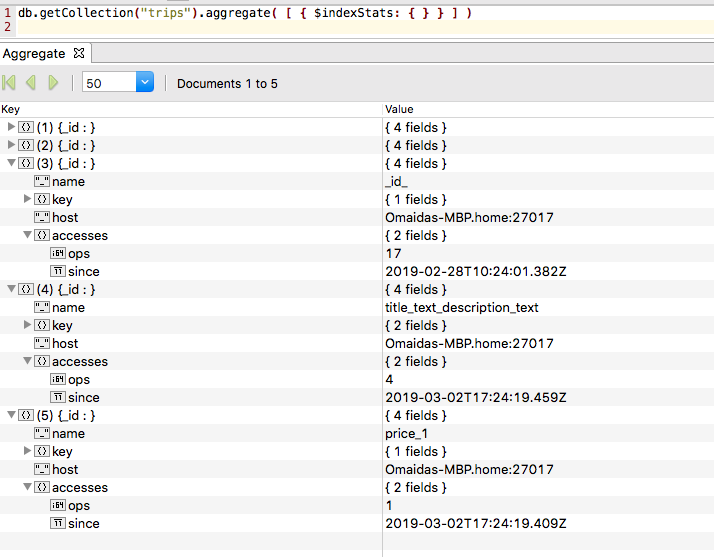 1 db.getCollection("trips").aggregate( [ { $indexStats: { } } ] )
2
Aggregate
50 Documents 1 to 5
Key Value
(1) {_id : } { 4 fields }
(2) {_id : } { 4 fields }
(3) {_id : } { 4 fields }
"_" name _id_
key { 1 fields }
"_" host Omaidas-MBP.home:27017
accesses { 2 fields }
i64 ops 17
since 2019-02-28T10:24:01.382Z
(4) {_id : } { 4 fields }
"_" name title_text_description_text
key { 2 fields }
"_" host Omaidas-MBP.home:27017
accesses { 2 fields }
i64 ops 4
since 2019-03-02T17:24:19.459Z
(5) {_id : } { 4 fields }
"_" name price_1
key { 1 fields }
"_" host Omaidas-MBP.home:27017
accesses { 2 fields }
i64 ops 1
since 2019-03-02T17:24:19.409Z